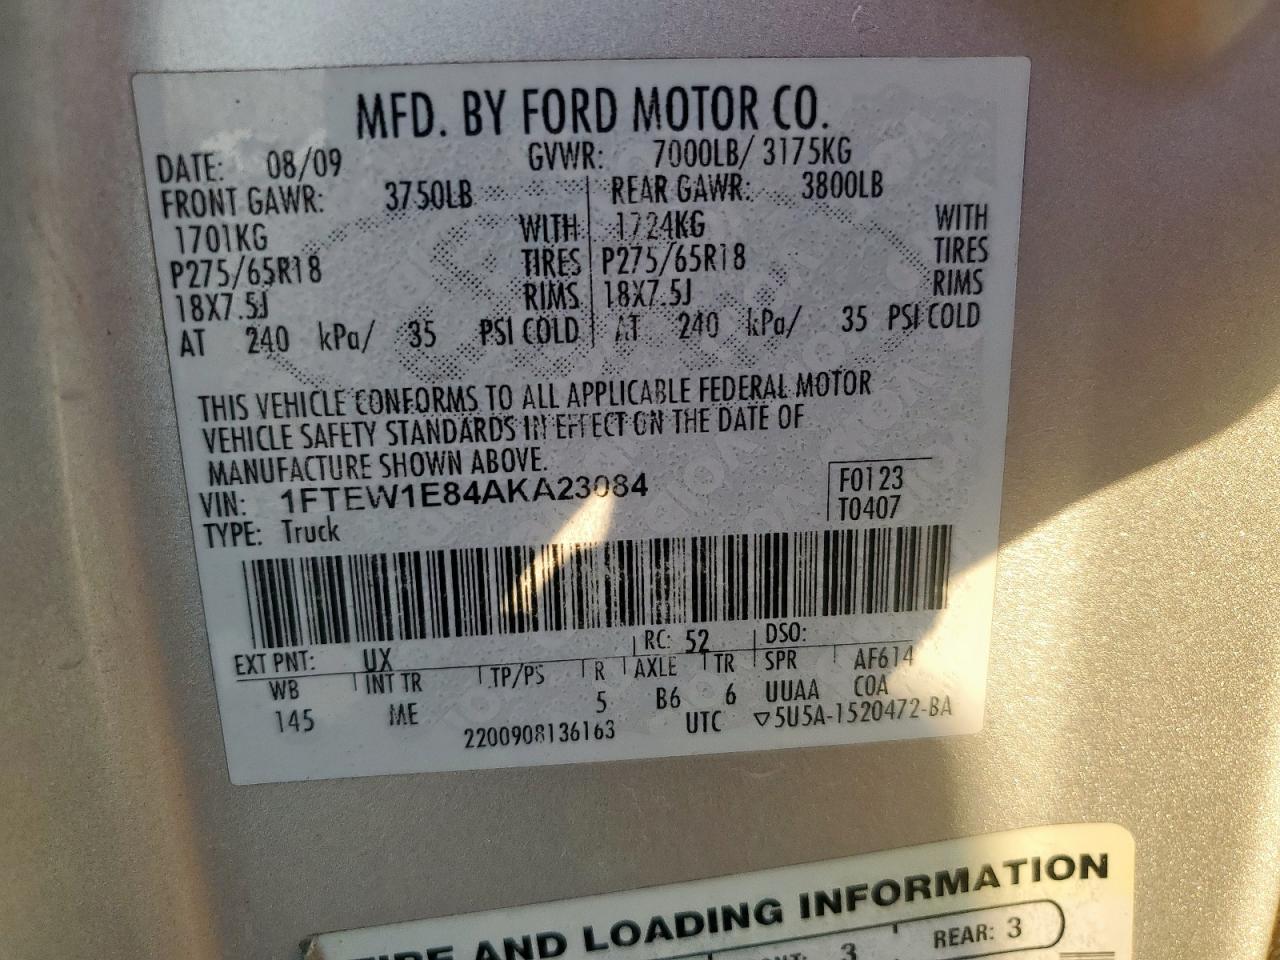 MFD. BY FORD MOTOR CO.
DATE: 08/09 GVWR: 7000LB/ 3175KG
FRONT GAWR: 3750LB REAR GAWR: 3800LB
1701KG WITH 1724KG WITH
P275/65R18 TIRES P275/65R18 TIRES
18X7.5J RIMS 18X7.5J RIMS
AT 240 kPa/ 35 PSI COLD AT 240 kPa/ 35 PSI COLD
THIS VEHICLE CONFORMS TO ALL APPLICABLE FEDERAL MOTOR
VEHICLE SAFETY STANDARDS IN EFFECT ON THE DATE OF
MANUFACTURE SHOWN ABOVE.
VIN: 1FTEW1E84AKA23084
F0123
TYPE: Truck
T0407
EXT PNT: UX RC: 52 DSO:
WB INT TR TP/PS R AXLE TR SPR AF614
145 ME 5 B6 6 UUAA COA
2200908136163 UTC ▽5U5A-1520472-BA
AND LOADING INFORMATION
3 REAR: 3